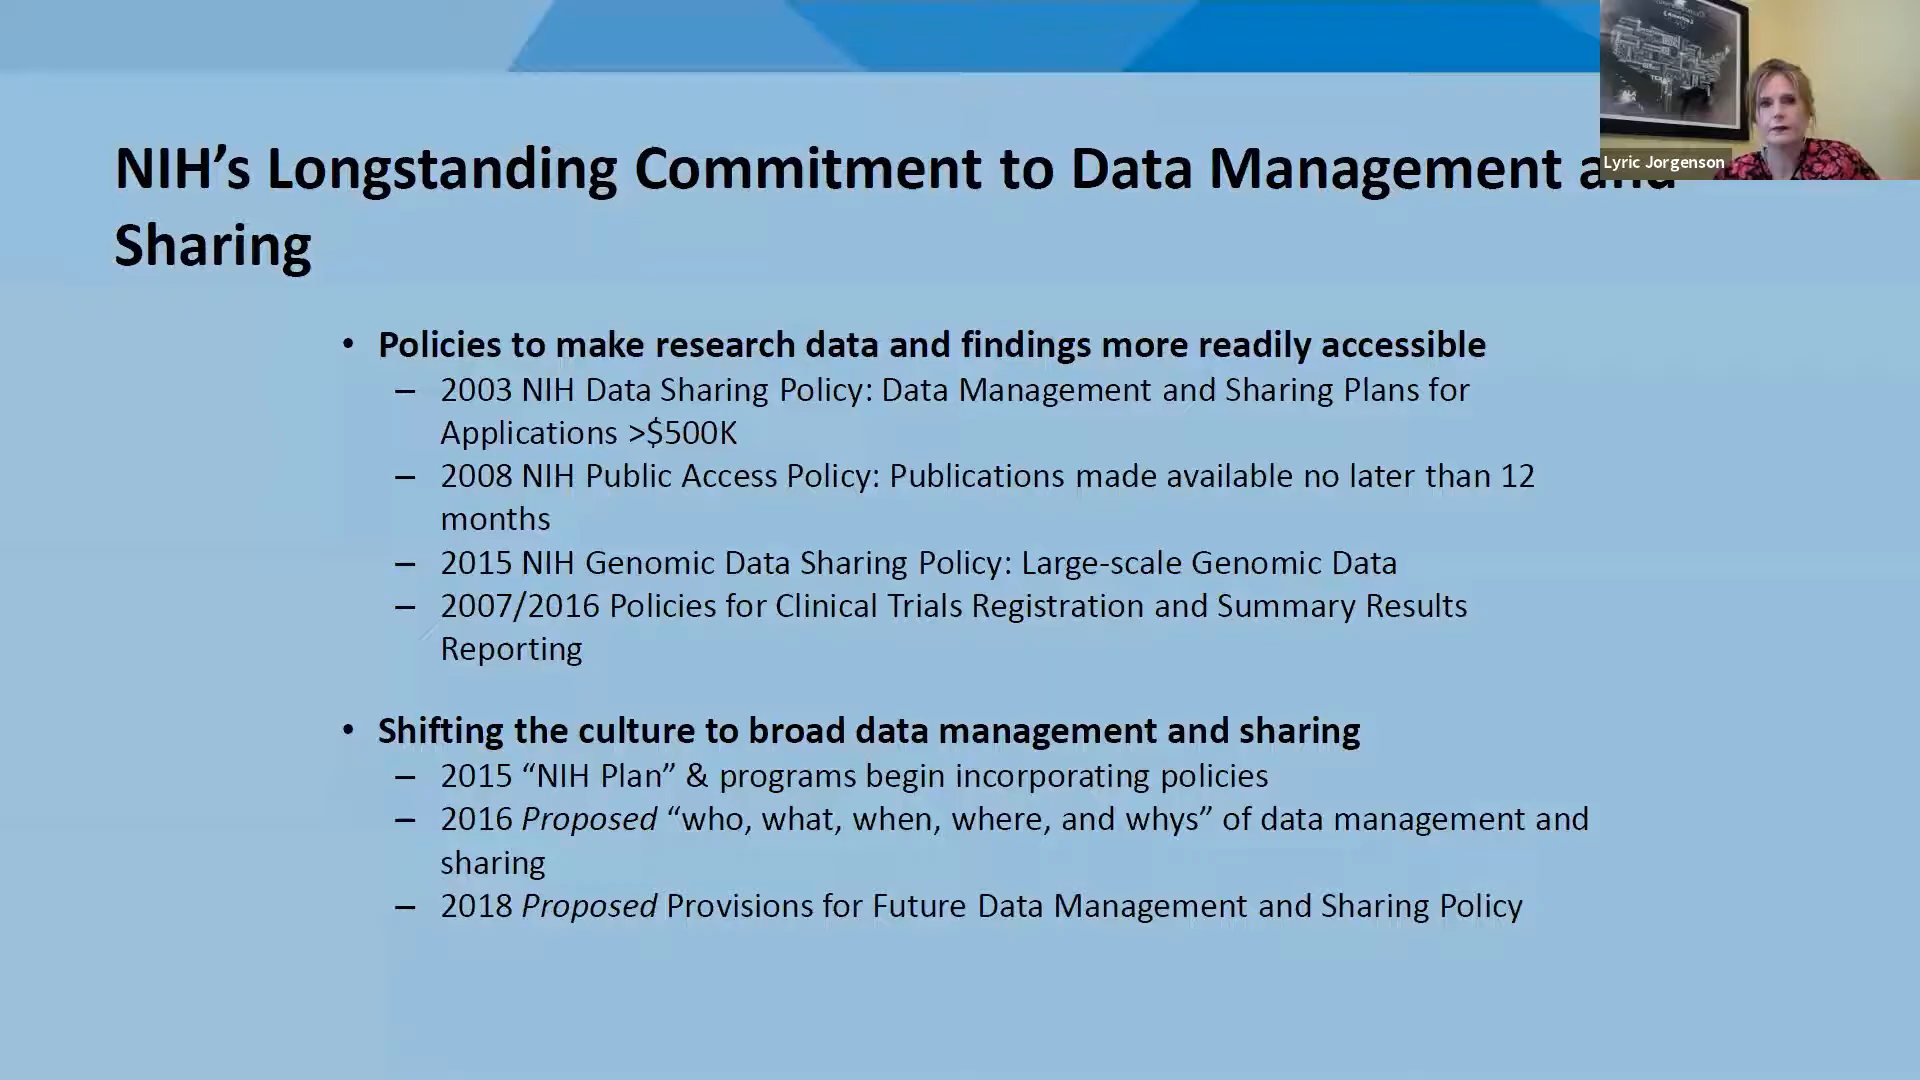 NIH’s Longstanding Commitment to Data Management and
Sharing
Lyric Jorgenson
• Policies to make research data and findings more readily accessible
– 2003 NIH Data Sharing Policy: Data Management and Sharing Plans for
Applications >$500K
– 2008 NIH Public Access Policy: Publications made available no later than 12
months
– 2015 NIH Genomic Data Sharing Policy: Large-scale Genomic Data
– 2007/2016 Policies for Clinical Trials Registration and Summary Results
Reporting
• Shifting the culture to broad data management and sharing
– 2015 “NIH Plan” & programs begin incorporating policies
– 2016 Proposed “who, what, when, where, and whys” of data management and
sharing
– 2018 Proposed Provisions for Future Data Management and Sharing Policy